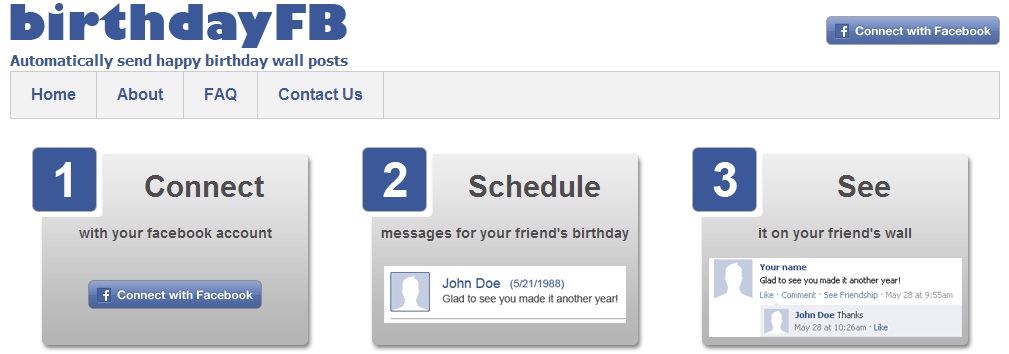 birthdayFB
Connect with Facebook
Automatically send happy birthday wall posts
Home
About
FAQ
Contact Us
1
Connect
with your facebook account
Connect with Facebook
2
Schedule
messages for your friend's birthday
John Doe (5/21/1988)
Glad to see you made it another year!
3
See
it on your friend's wall
Your name
Glad to see you made it another year!
Like · Comment · See Friendship · May 28 at 9:55am
John Doe Thanks
May 28 at 10:26am · Like